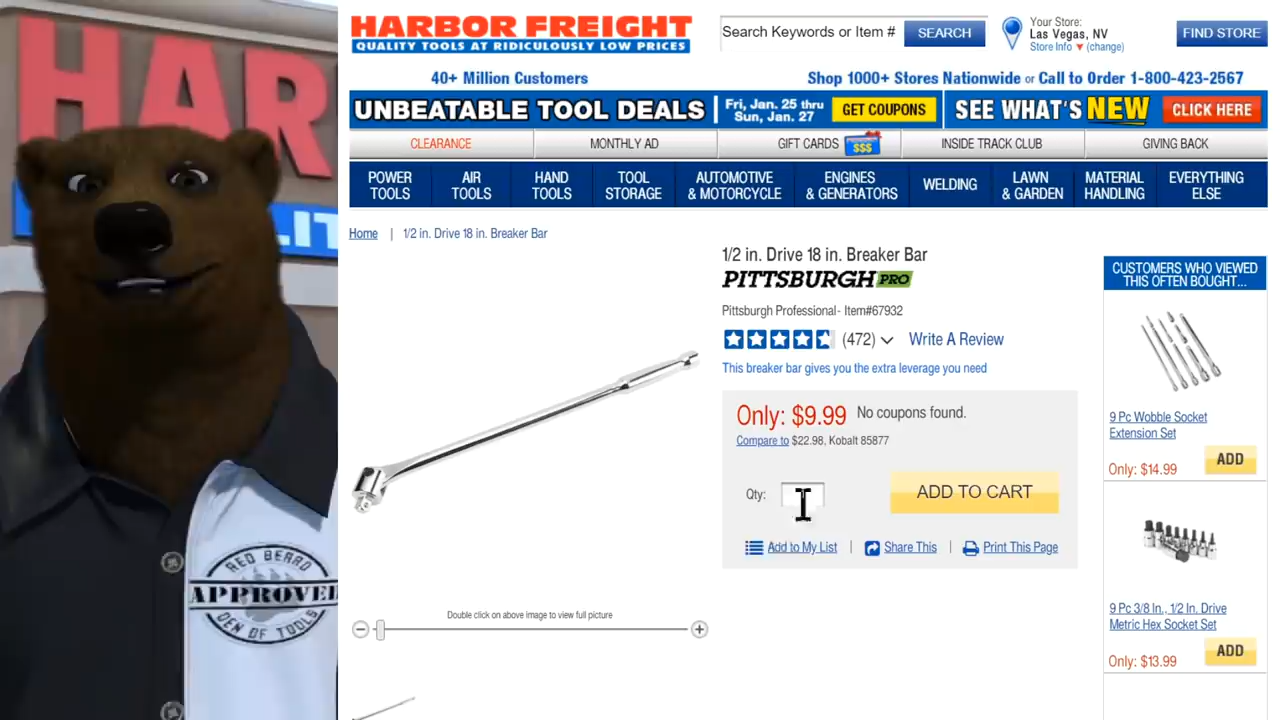 HAR
LIT
RED BEARD
APPROVED
DEN OF TOOLS
HARBOR FREIGHT
QUALITY TOOLS AT RIDICULOUSLY LOW PRICES
Search Keywords or Item #
SEARCH
Your Store:
Las Vegas, NV
Store Info ▼ (change)
FIND STORE
40+ Million Customers
Shop 1000+ Stores Nationwide or Call to Order 1-800-423-2567
UNBEATABLE TOOL DEALS
Fri, Jan. 25 thru
Sun, Jan. 27
GET COUPONS
SEE WHAT'S NEW
CLICK HERE
CLEARANCE
MONTHLY AD
GIFT CARDS
$$$
INSIDE TRACK CLUB
GIVING BACK
POWER
TOOLS
AIR
TOOLS
HAND
TOOLS
TOOL
STORAGE
AUTOMOTIVE
& MOTORCYCLE
ENGINES
& GENERATORS
WELDING
LAWN
& GARDEN
MATERIAL
HANDLING
EVERYTHING
ELSE
Home | 1/2 in. Drive 18 in. Breaker Bar
1/2 in. Drive 18 in. Breaker Bar
PITTSBURGH PRO
Pittsburgh Professional- Item#67932
(472) Write A Review
This breaker bar gives you the extra leverage you need
Only: $9.99 No coupons found.
Compare to $22.98, Kobalt 85877
Qty:
ADD TO CART
Add to My List | Share This | Print This Page
Double click on above image to view full picture
CUSTOMERS WHO VIEWED
THIS OFTEN BOUGHT...
9 Pc Wobble Socket
Extension Set
Only: $14.99
ADD
9 Pc 3/8 In., 1/2 In. Drive
Metric Hex Socket Set
Only: $13.99
ADD